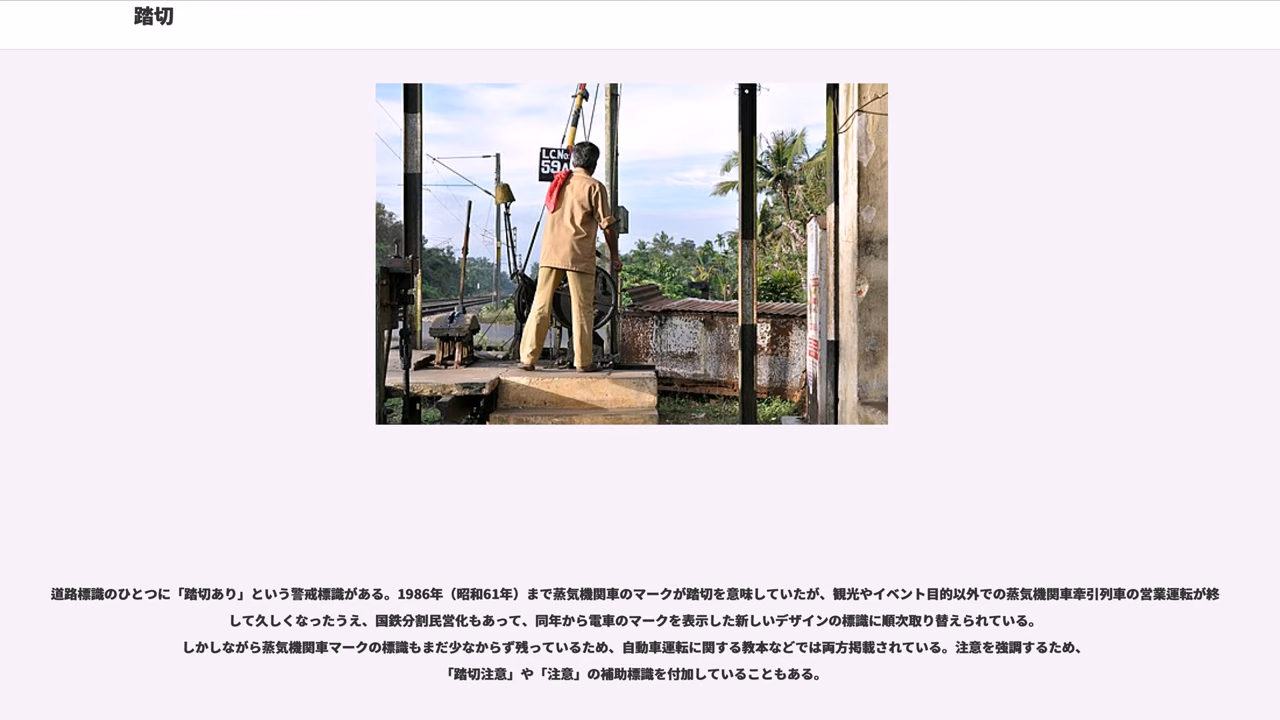 踏切
L.C.No:
59A
道路標識のひとつに「踏切あり」という警戒標識がある。1986年（昭和61年）まで蒸気機関車のマークが踏切を意味していたが、観光やイベント目的以外での蒸気機関車牽引列車の営業運転が終
して久しくなったうえ、国鉄分割民営化もあって、同年から電車のマークを表示した新しいデザインの標識に順次取り替えられている。
しかしながら蒸気機関車マークの標識もまだ少なからず残っているため、自動車運転に関する教本などでは両方掲載されている。注意を強調するため、
「踏切注意」や「注意」の補助標識を付加していることもある。